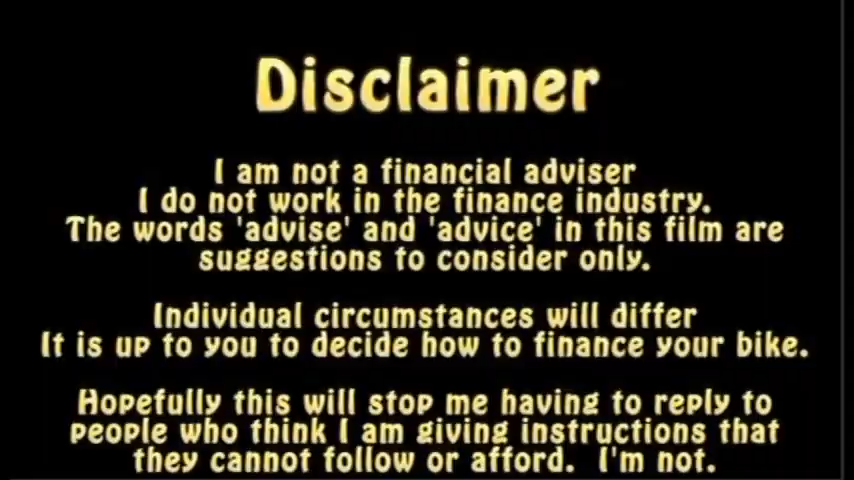 Disclaimer
I am not a financial adviser
I do not work in the finance industry.
The words 'advise' and 'advice' in this film are
suggestions to consider only.
Individual circumstances will differ
It is up to you to decide how to finance your bike.
Hopefully this will stop me having to reply to
people who think I am giving instructions that
they cannot follow or afford.  I'm not.